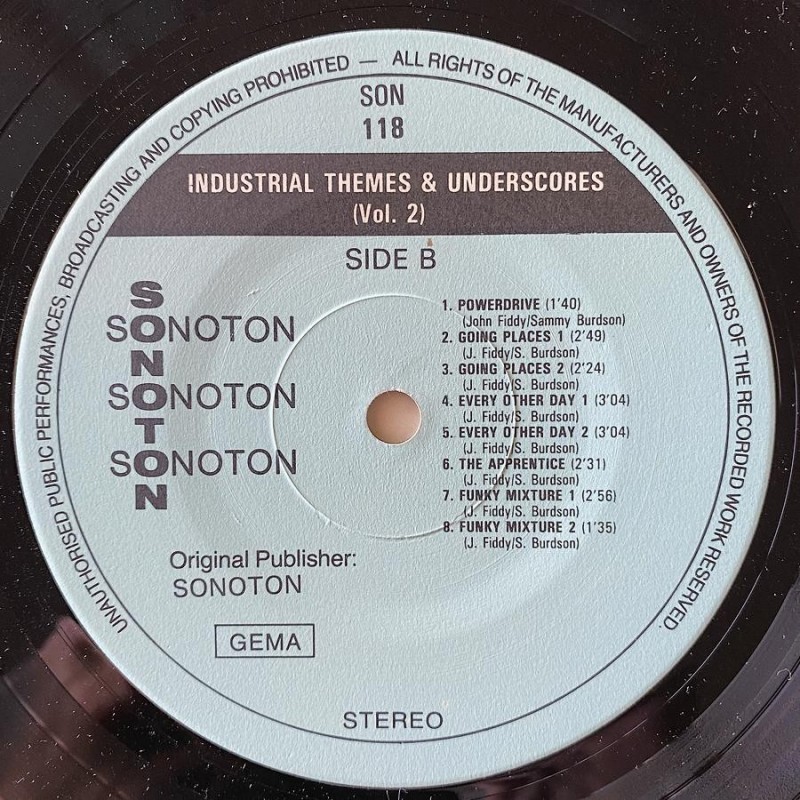 UNAUTHORISED PUBLIC PERFORMANCES, BROADCASTING AND COPYING PROHIBITED — ALL RIGHTS OF THE MANUFACTURERS AND OWNERS OF THE RECORDED WORK RESERVED.
SON
118
INDUSTRIAL THEMES & UNDERSCORES
(Vol. 2)
SIDE B
SONOTON
SONOTON
SONOTON
SONOTON
1. POWERDRIVE (1'40)
(John Fiddy/Sammy Burdson)
2. GOING PLACES 1 (2'49)
(J. Fiddy/S. Burdson)
3. GOING PLACES 2 (2'24)
(J. Fiddy/S. Burdson)
4. EVERY OTHER DAY 1 (3'04)
(J. Fiddy/S. Burdson)
5. EVERY OTHER DAY 2 (3'04)
(J. Fiddy/S. Burdson)
6. THE APPRENTICE (2'31)
(J. Fiddy/S. Burdson)
7. FUNKY MIXTURE 1 (2'56)
(J. Fiddy/S. Burdson)
8. FUNKY MIXTURE 2 (1'35)
(J. Fiddy/S. Burdson)
Original Publisher:
SONOTON
GEMA
STEREO